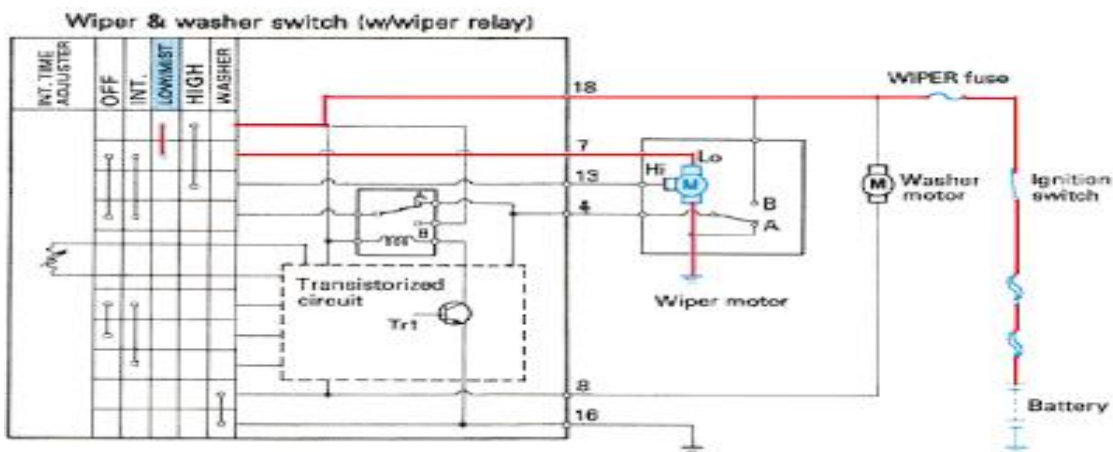 Wiper & washer switch (w/wiper relay)
INT. TIME
ADJUSTER
OFF
INT.
LOW/MIST
HIGH
WASHER
18
WIPER fuse
7
Lo
Hi
M
13
M
Washer
motor
Ignition
switch
A
B
4
B
A
Transistorized
circuit
Tr1
Wiper motor
8
16
Battery